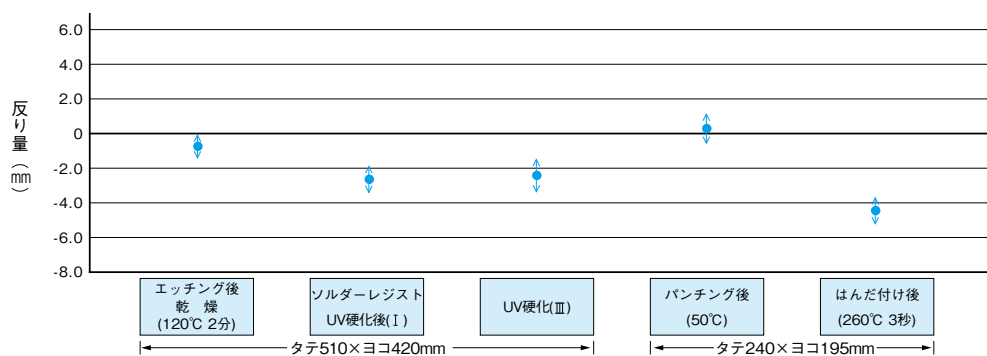 6.0
4.0
2.0
0
-2.0
-4.0
-6.0
-8.0
反り量(㎜)
エッチング後
乾 燥
(120℃ 2分)
ソルダーレジスト
UV硬化後(Ⅰ)
UV硬化(Ⅲ)
パンチング後
(50℃)
はんだ付け後
(260℃ 3秒)
タテ510×ヨコ420mm
タテ240×ヨコ195mm